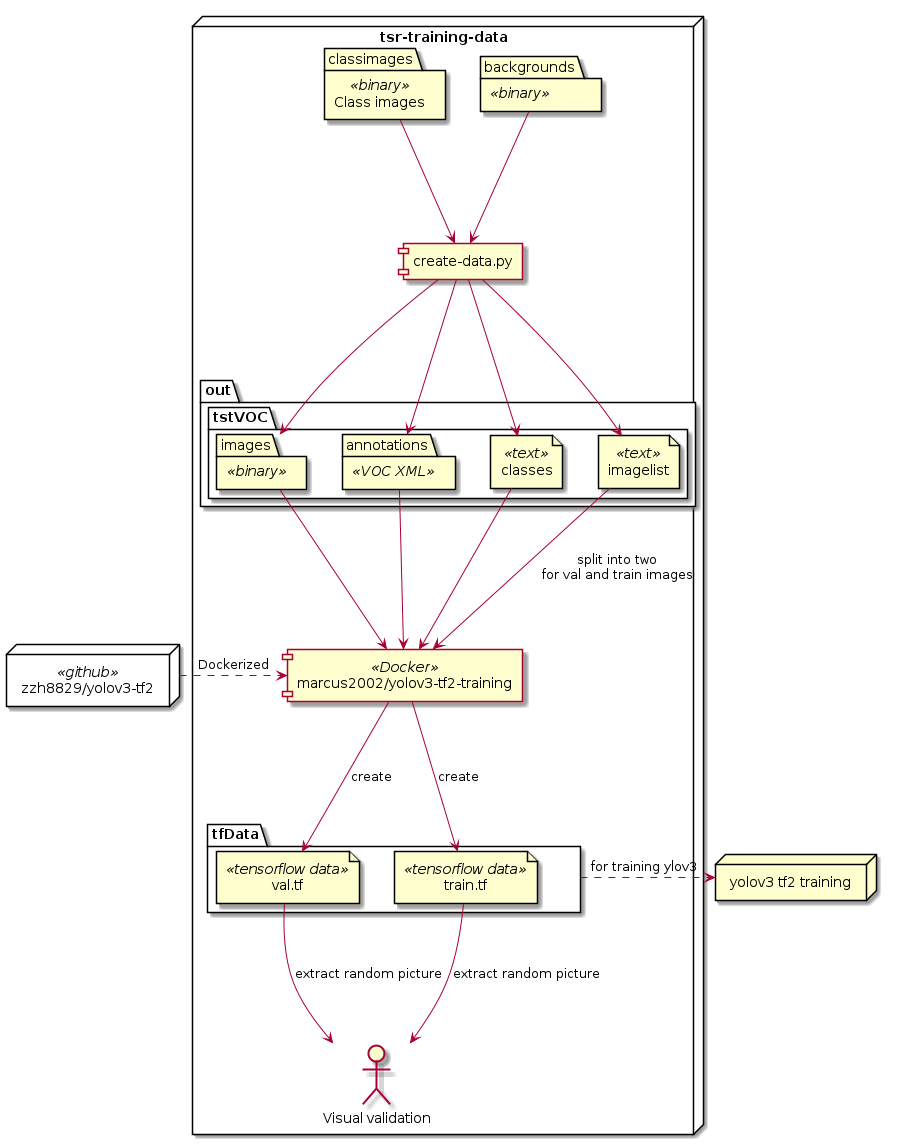 tsr-training-data
classimages
«binary»
Class images
backgrounds
«binary»
create-data.py
out
tstVOC
images
«binary»
annotations
«VOC XML»
«text»
classes
«text»
imagelist
split into two
for val and train images
«github»
zzh8829/yolov3-tf2
Dockerized
«Docker»
marcus2002/yolov3-tf2-training
create
create
tfData
«tensorflow data»
val.tf
«tensorflow data»
train.tf
for training ylov3
yolov3 tf2 training
extract random picture
extract random picture
Visual validation